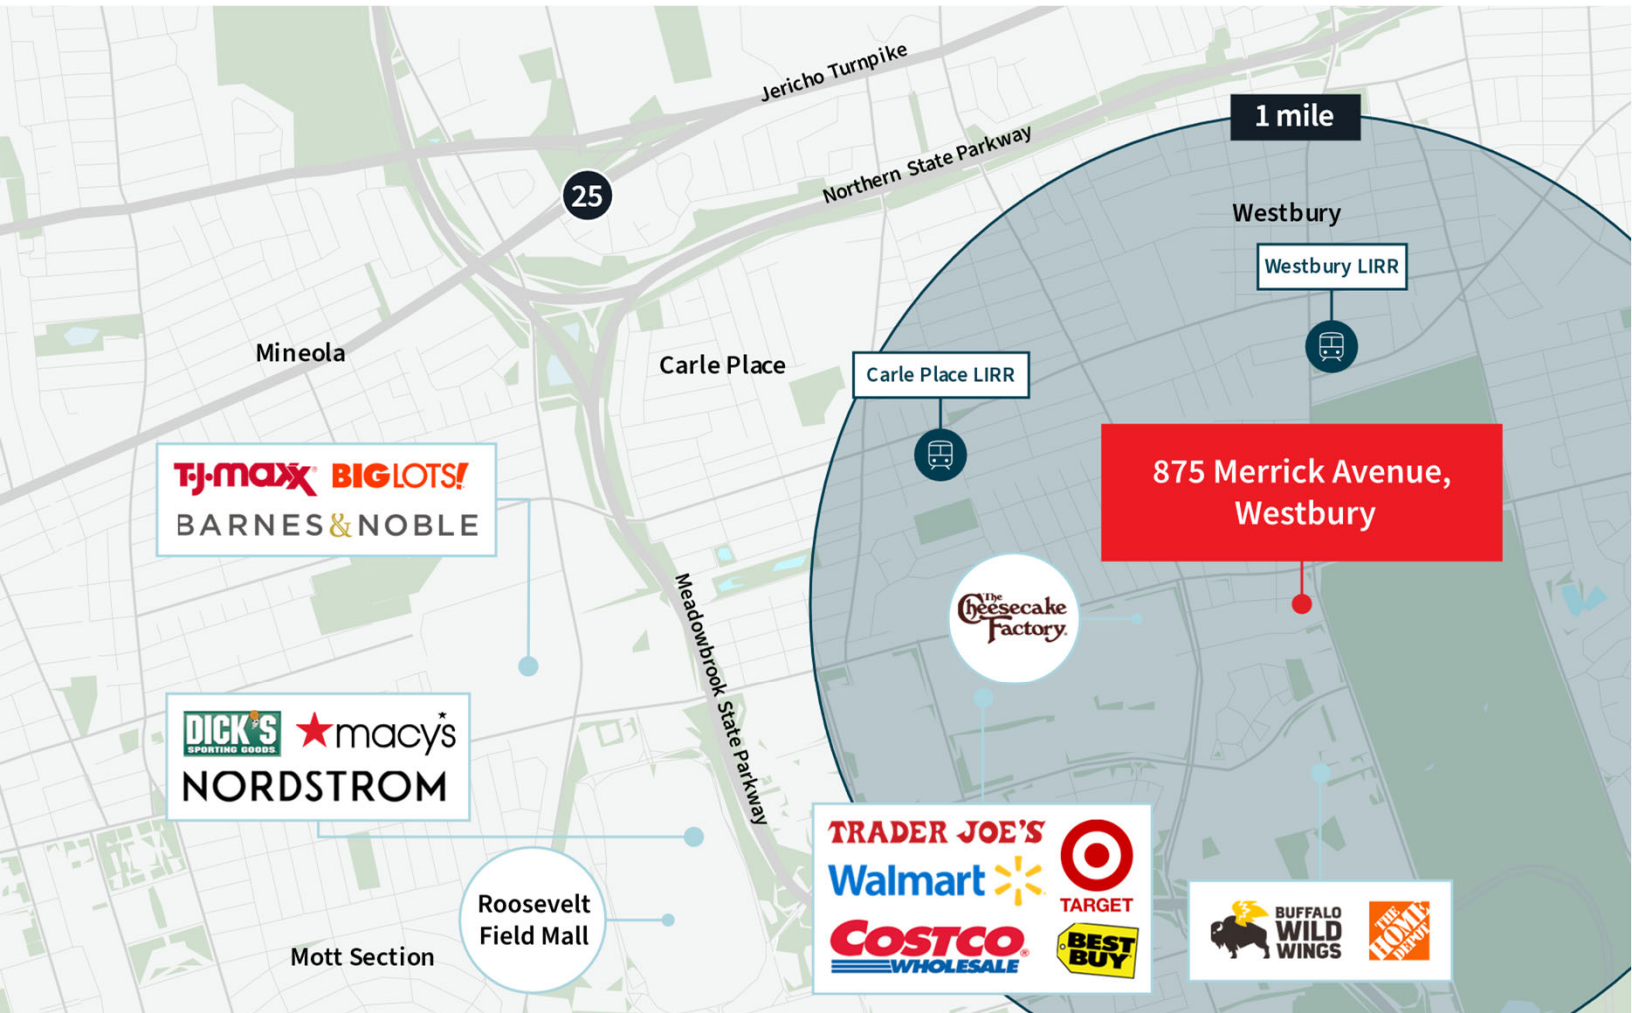 Jericho Turnpike
1 mile
Northern State Parkway
25
Westbury
Westbury LIRR
Mineola
Carle Place
Carle Place LIRR
875 Merrick Avenue,
Westbury
T·J·maxx BIG LOTS!
BARNES&NOBLE
The
Cheesecake
Factory
Meadowbrook State Parkway
DICK'S
SPORTING GOODS
macy's
NORDSTROM
TRADER JOE'S
Walmart
TARGET
COSTCO
WHOLESALE
BEST
BUY
Roosevelt
Field Mall
Mott Section
BUFFALO
WILD
WINGS
THE
HOME
DEPOT